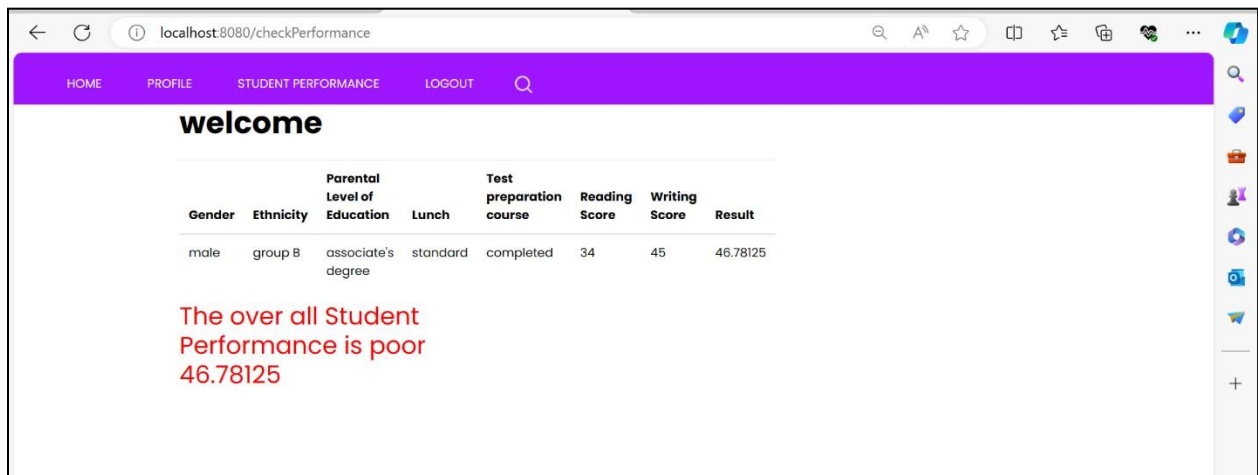 localhost:8080/checkPerformance
HOME PROFILE STUDENT PERFORMANCE LOGOUT
welcome
Gender Ethnicity Parental Level of Education Lunch Test preparation course Reading Score Writing Score Result
male group B associate's degree standard completed 34 45 46.78125
The over all Student
Performance is poor
46.78125